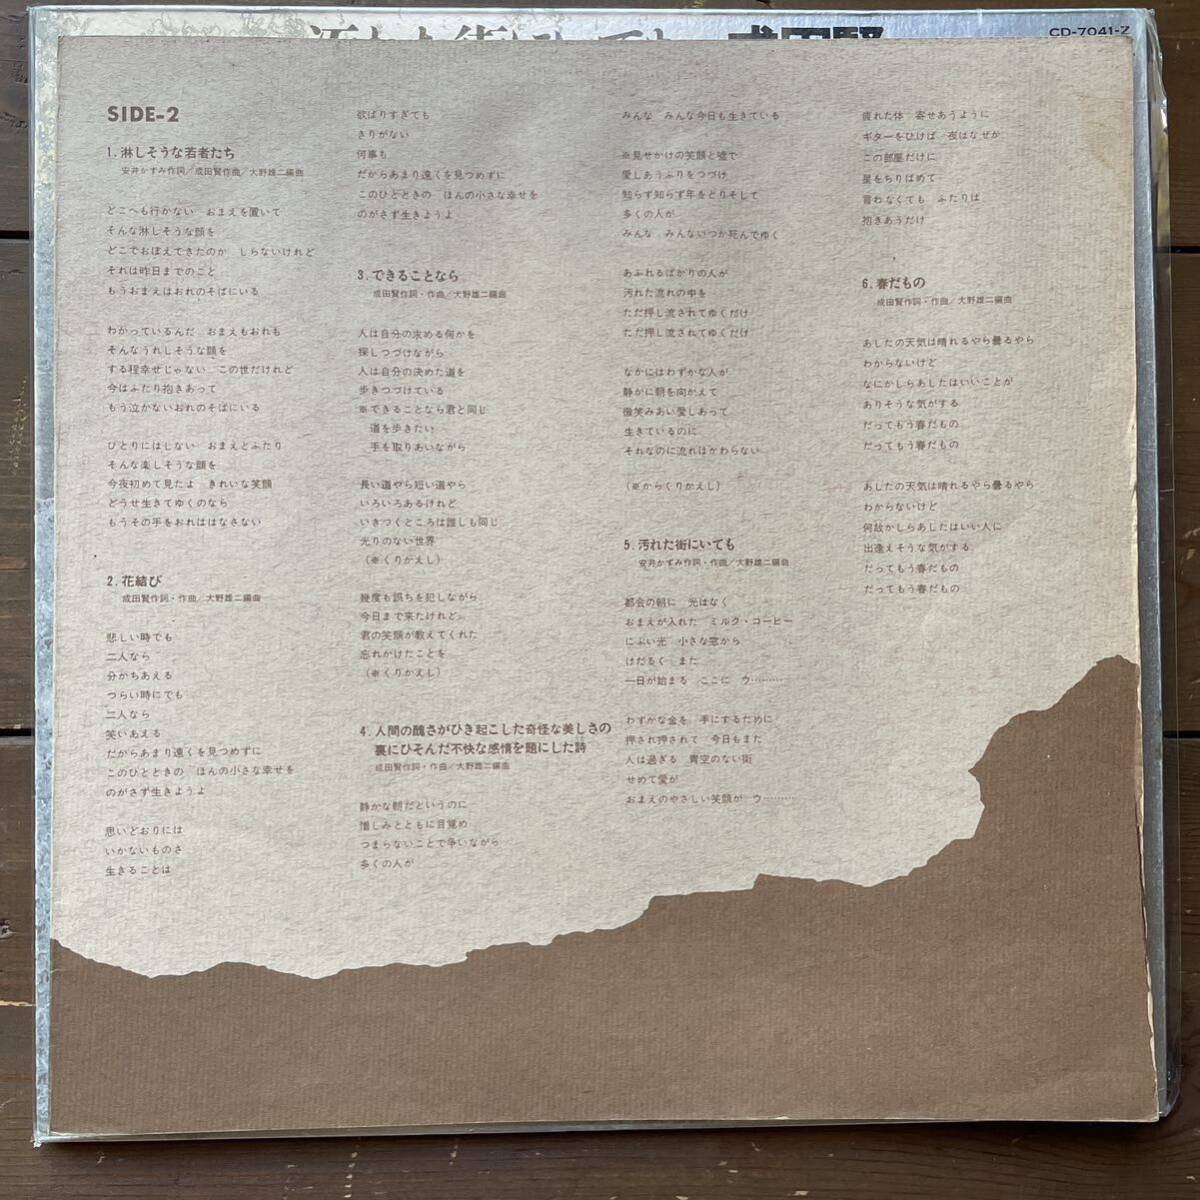 汚れた街にいても 成田賢
CD-7041-Z
SIDE-2
1. 淋しそうな若者たち
安井かずみ作詞/成田賢作曲/大野雄二編曲
どこへも行かない おまえを置いて
そんな淋しそうな顔を
どこでおぼえてきたのか しらないけれど
それは昨日までのこと
もうおまえはおれのそばにいる
わかっているんだ おまえもおれも
そんなうれしそうな顔を
する程幸せじゃない この世だけれど
今はふたり抱きあって
もう泣かないおれのそばにいる
ひとりにはしない おまえとふたり
そんな楽しそうな顔を
今夜初めて見たよ きれいな笑顔
どうせ生きてゆくのなら
もうその手をおれははなさない
2. 花結び
成田賢作詞・作曲/大野雄二編曲
悲しい時でも
二人なら
分かちあえる
つらい時にでも
二人なら
笑いあえる
だからあまり遠くを見つめずに
このひとときの ほんの小さな幸せを
のがさず生きようよ
思いどおりには
いかないものさ
生きることは
欲ばりすぎても
きりがない
何事も
だからあまり遠くを見つめずに
このひとときの ほんの小さな幸せを
のがさず生きようよ
3. できることなら
成田賢作詞・作曲/大野雄二編曲
人は自分の求める何かを
探しつづけながら
人は自分の決めた道を
歩きつづけている
※できることなら君と同じ
道を歩きたい
手を取りあいながら
長い道やら短い道やら
いろいろあるけれど
いきつくところは誰しも同じ
光りのない世界
(※くりかえし)
幾度も誤ちを犯しながら
今日まで来たけれど
君の笑顔が教えてくれた
忘れかけたことを
(※くりかえし)
4. 人間の醜さがひき起こした奇怪な美しさの
裏にひそんだ不快な感情を題にした詩
成田賢作詞・作曲/大野雄二編曲
静かな朝だというのに
憎しみとともに目覚め
つまらないことで争いながら
多くの人が
みんな みんな今日も生きている
※見せかけの笑顔と嘘で
愛しあうふりをつづけ
知らず知らず年をとりそして
多くの人が
みんな みんないつか死んでゆく
あふれるばかりの人が
汚れた流れの中を
ただ押し流されてゆくだけ
ただ押し流されてゆくだけ
なかにはわずかな人が
静かに朝を向かえて
微笑みあい愛しあって
生きているのに
それなのに流れはかわらない
(※からくりかえし)
5. 汚れた街にいても
安井かずみ作詞・作曲/大野雄二編曲
都会の朝に 光はなく
おまえが入れた ミルク・コーヒー
にぶい光 小さな窓から
けだるく また
一日が始まる ここに ウ………
わずかな金を 手にするために
押され押されて 今日もまた
人は過ぎる 青空のない街
せめて愛が
おまえのやさしい笑顔が ウ………
疲れた体 寄せあうように
ギターをひけば 夜はなぜか
この部屋だけに
星をちりばめて
言わなくても ふたりは
抱きあうだけ
6. 春だもの
成田賢作詞・作曲/大野雄二編曲
あしたの天気は晴れるやら曇るやら
わからないけど
なにかしらあしたはいいことが
ありそうな気がする
だってもう春だもの
だってもう春だもの
あしたの天気は晴れるやら曇るやら
わからないけど
何故かしらあしたはいい人に
出逢えそうな気がする
だってもう春だもの
だってもう春だもの